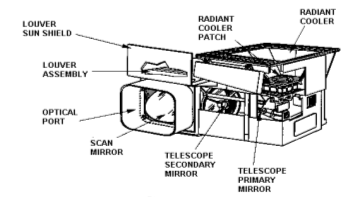 LOUVER
SUN SHIELD
RADIANT
COOLER
PATCH
RADIANT
COOLER
LOUVER
ASSEMBLY
OPTICAL
PORT
SCAN
MIRROR
TELESCOPE
SECONDARY
MIRROR
TELESCOPE
PRIMARY
MIRROR